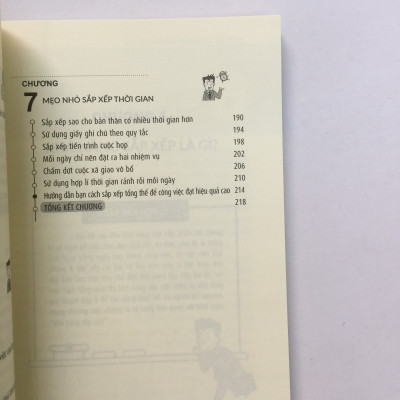 CHƯƠNG
7 MẸO NHỎ SẮP XẾP THỜI GIAN
Sắp xếp sao cho bản thân có nhiều thời gian hơn 190
Sử dụng giấy ghi chú theo quy tắc 194
Sắp xếp tiến trình cuộc họp 198
Mỗi ngày chỉ nên đặt ra hai nhiệm vụ 202
Chấm dứt cuộc xã giao vô bổ 206
Sử dụng hợp lí thời gian rảnh rỗi mỗi ngày 210
Hướng dẫn bạn cách sắp xếp tổng thể để công việc đạt hiệu quả cao 214
TỔNG KẾT CHƯƠNG 218